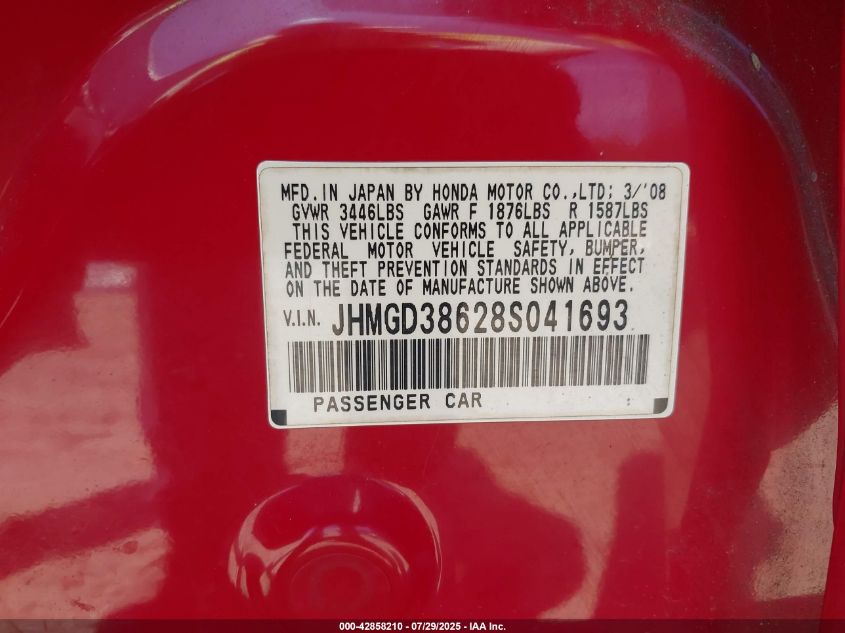 MFD. IN JAPAN BY HONDA MOTOR CO.,LTD; 3/'08
GVWR 3446LBS GAWR F 1876LBS R 1587LBS
THIS VEHICLE CONFORMS TO ALL APPLICABLE
FEDERAL MOTOR VEHICLE SAFETY, BUMPER,
AND THEFT PREVENTION STANDARDS IN EFFECT
ON THE DATE OF MANUFACTURE SHOWN ABOVE.
V.I.N. JHMGD38628S041693
PASSENGER CAR
000-42858210 - 07/29/2025 - IAA Inc.